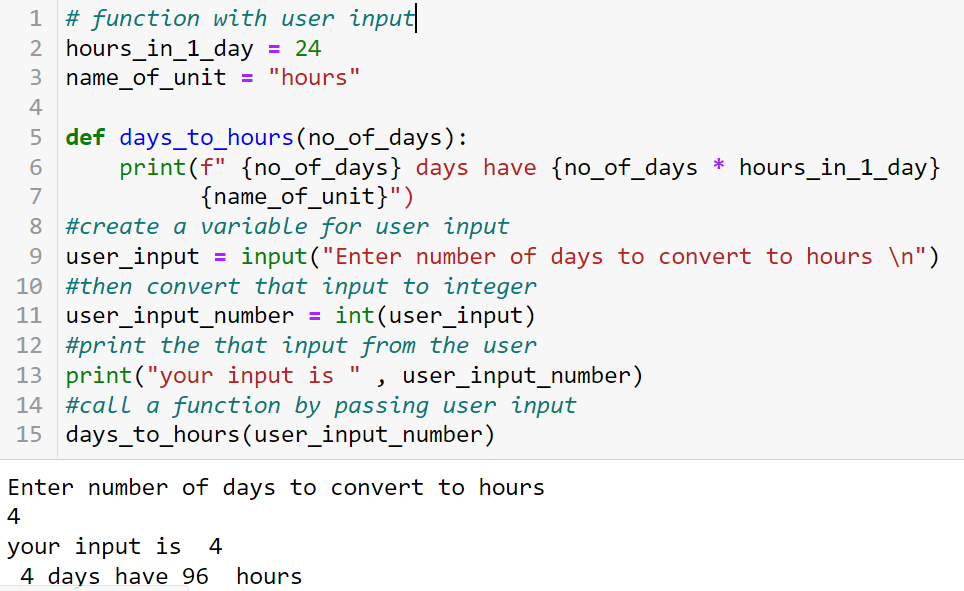 1 # function with user input
2 hours_in_1_day = 24
3 name_of_unit = "hours"
4
5 def days_to_hours(no_of_days):
6     print(f" {no_of_days} days have {no_of_days * hours_in_1_day}
7           {name_of_unit}")
8 #create a variable for user input
9 user_input = input("Enter number of days to convert to hours \n")
10 #then convert that input to integer
11 user_input_number = int(user_input)
12 #print the that input from the user
13 print("your input is " , user_input_number)
14 #call a function by passing user input
15 days_to_hours(user_input_number)
Enter number of days to convert to hours
4
your input is  4
 4 days have 96  hours